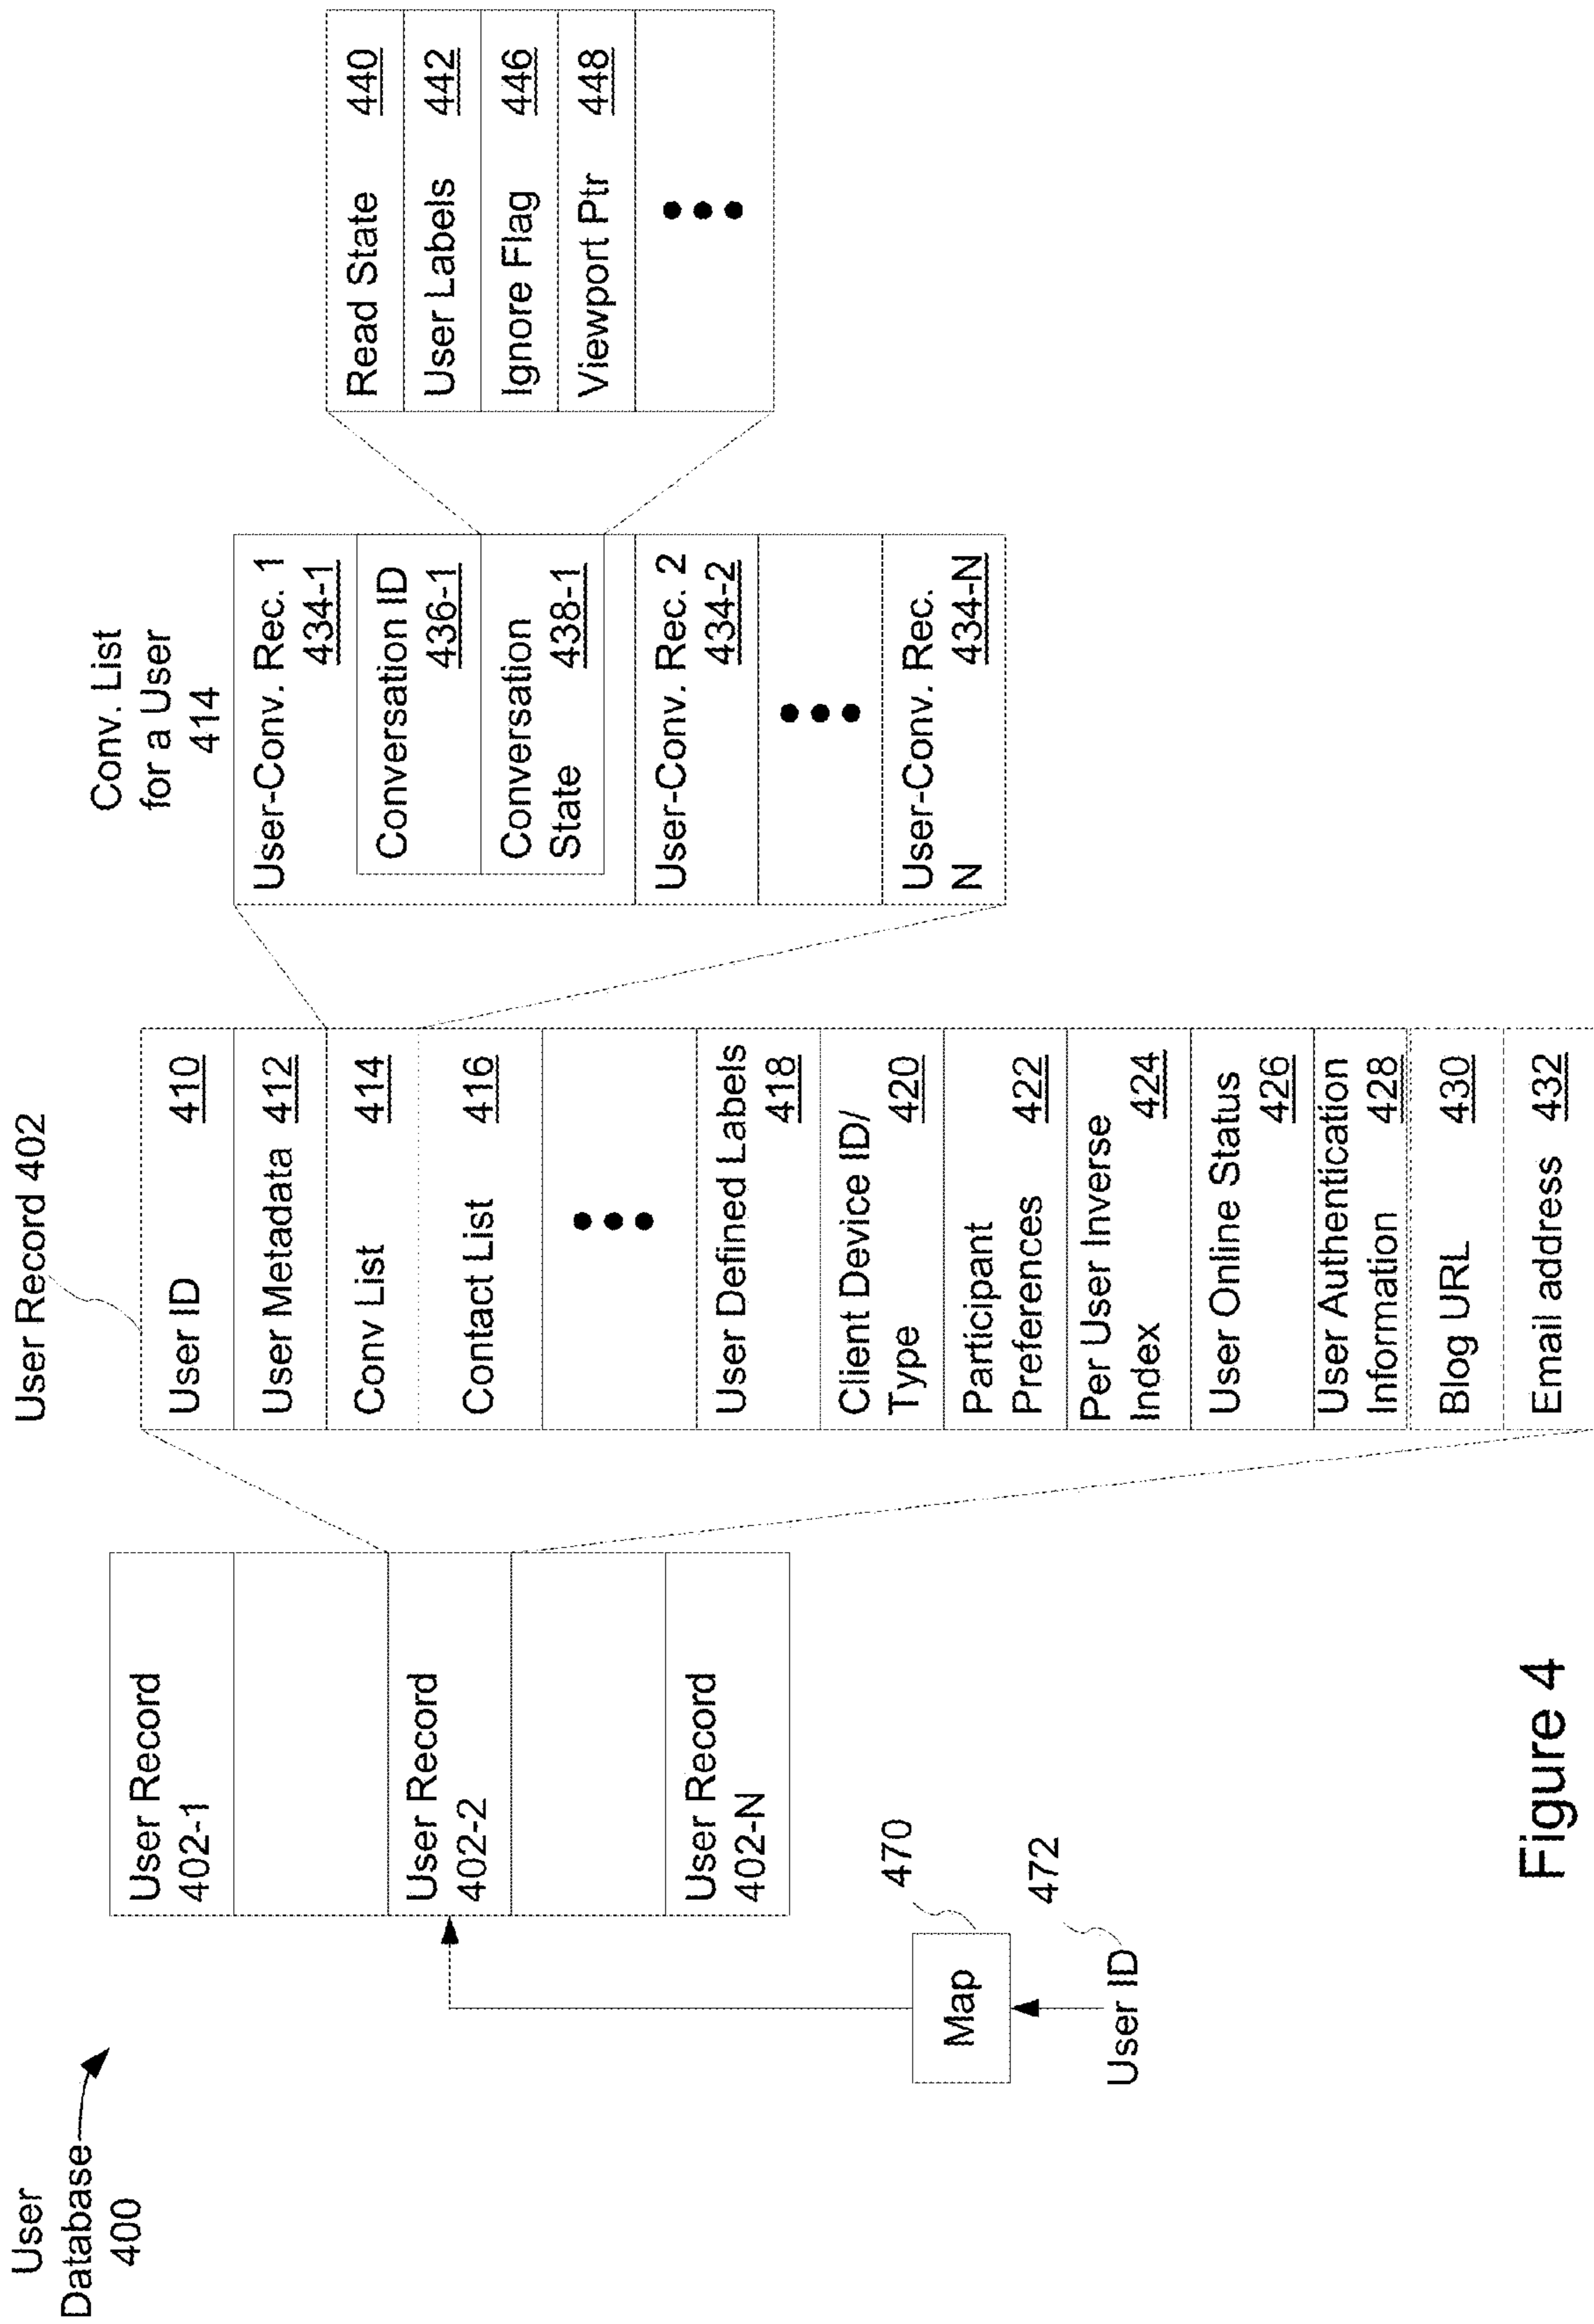 User
Database
400
User Record
402-1
User Record
402-2
User Record
402-N
Map
470
User ID
472
User Record 402
User ID 410
User Metadata 412
Conv List 414
Contact List 416
User Defined Labels
418
Client Device ID/
Type 420
Participant
Preferences 422
Per User Inverse
Index 424
User Online Status
426
User Authentication
Information 428
Blog URL 430
Email address 432
Conv. List
for a User
414
User-Conv. Rec. 1
434-1
Conversation ID
436-1
Conversation
State 438-1
User-Conv. Rec. 2
434-2
User-Conv. Rec.
N 434-N
Read State 440
User Labels 442
Ignore Flag 446
Viewport Ptr 448
Figure 4